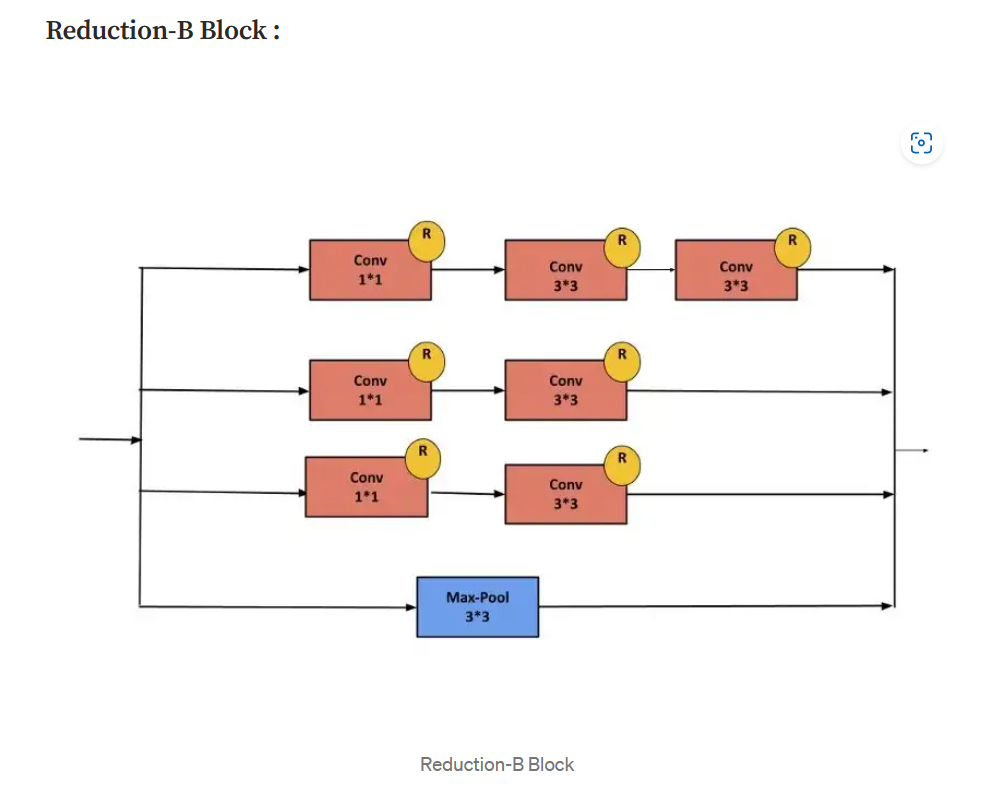 Reduction-B Block :
R
Conv
1*1
R
Conv
3*3
R
Conv
3*3
R
Conv
1*1
R
Conv
3*3
R
Conv
1*1
R
Conv
3*3
Max-Pool
3*3
Reduction-B Block